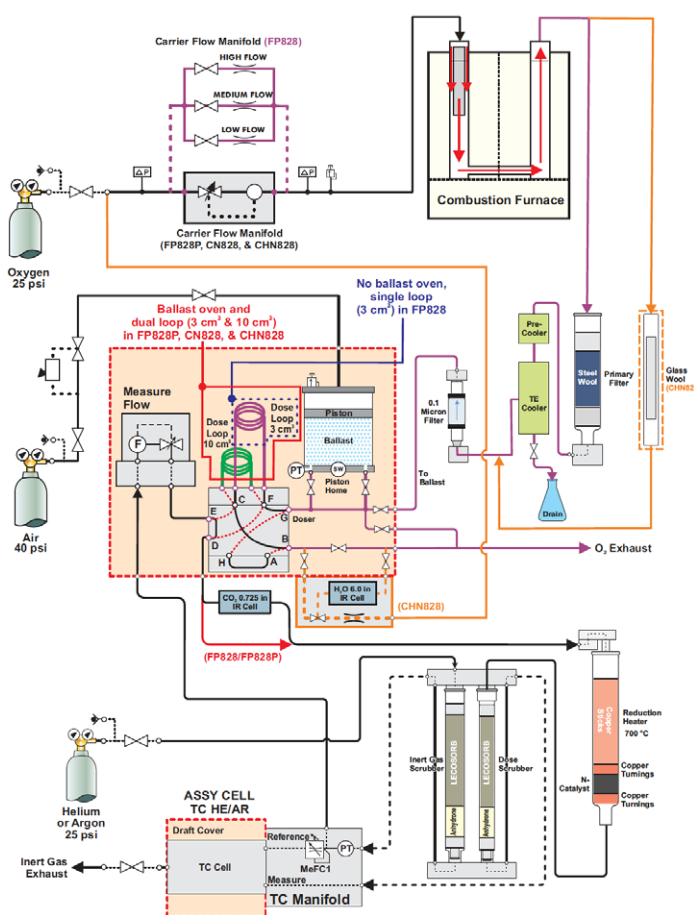 Carrier Flow Manifold (FP828)
HIGH FLOW
MEDIUM FLOW
LOW FLOW
ΔP
ΔP
Carrier Flow Manifold
(FP828P, CN828, & CHN828)
Oxygen
25 psi
Combustion Furnace
No ballast oven,
single loop
(3 cm³) in FP828
Ballast oven and
dual loop (3 cm³ & 10 cm³)
in FP828P, CN828, & CHN828
Pre-
Cooler
TE
Cooler
Steel
Wool
Primary
Filter
Glass
Wool
(CHN82
Drain
0.1
Micron
Filter
To
Ballast
Measure
Flow
F
Dose
Loop
10 cm³
Dose
Loop
3 cm³
Piston
Ballast
PT
SW
Piston
Home
Doser
E
C
F
G
D
B
H
A
Air
40 psi
O₂ Exhaust
CO₂ 0.725 in
IR Cell
H₂O 6.0 in
IR Cell
(CHN828)
(FP828/FP828P)
Reduction
Heater
700 °C
Copper
Sticks
Copper
Turnings
N-
Catalyst
Copper
Turnings
Inert Gas
Scrubber
LECOSORB
LECOSORB
Dose
Scrubber
Anhydrone
Anhydrone
Helium
or Argon
25 psi
ASSY CELL
TC HE/AR
Draft Cover
TC Cell
Reference
PT
MeFC1
Measure
TC Manifold
Inert Gas
Exhaust